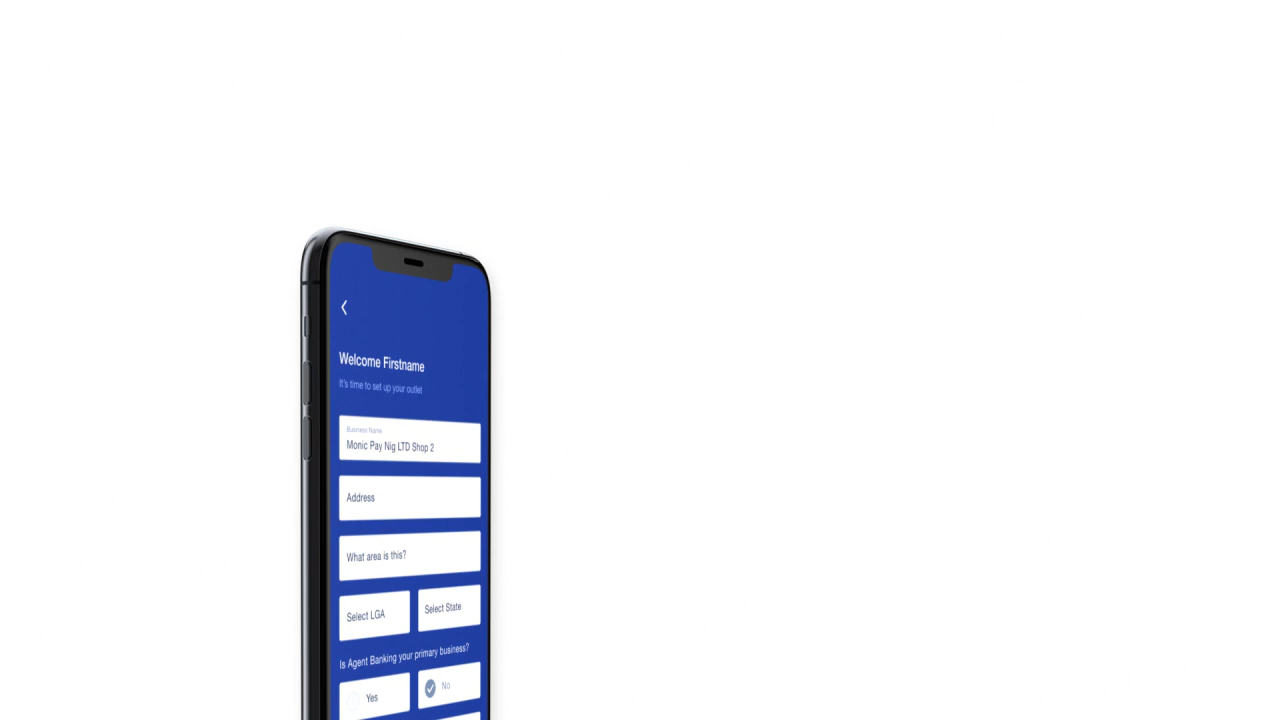 Welcome Firstname
It's time to set up your outlet
Business Name
Monic Pay Nig LTD Shop 2
Address
What area is this?
Select LGA Select State
Is Agent Banking your primary business?
Yes No